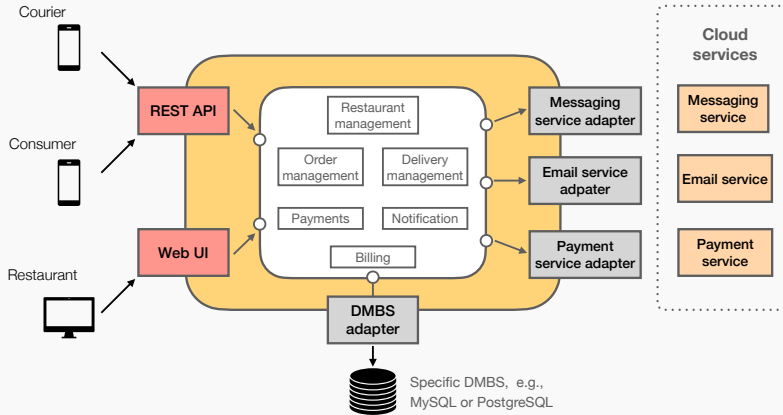 Courier
Consumer
Restaurant
REST API
Web UI
Restaurant
management
Order
management
Delivery
management
Payments
Notification
Billing
DMBS
adapter
Specific DMBS, e.g.,
MySQL or PostgreSQL
Messaging
service adapter
Email service
adpater
Payment
service adapter
Cloud
services
Messaging
service
Email service
Payment
service